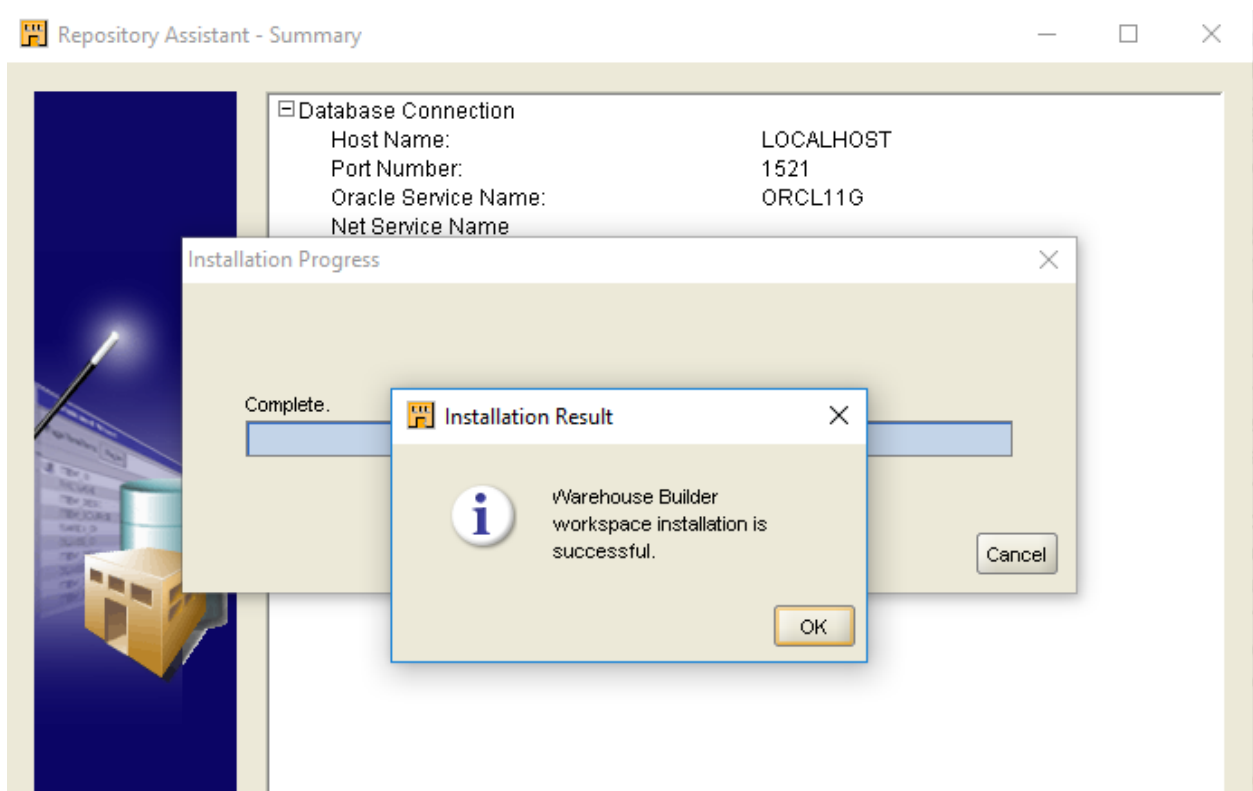 Repository Assistant - Summary
Database Connection
Host Name: LOCALHOST
Port Number: 1521
Oracle Service Name: ORCL11G
Net Service Name
Installation Progress
Complete.
Installation Result
Warehouse Builder
workspace installation is
successful.
Cancel
OK